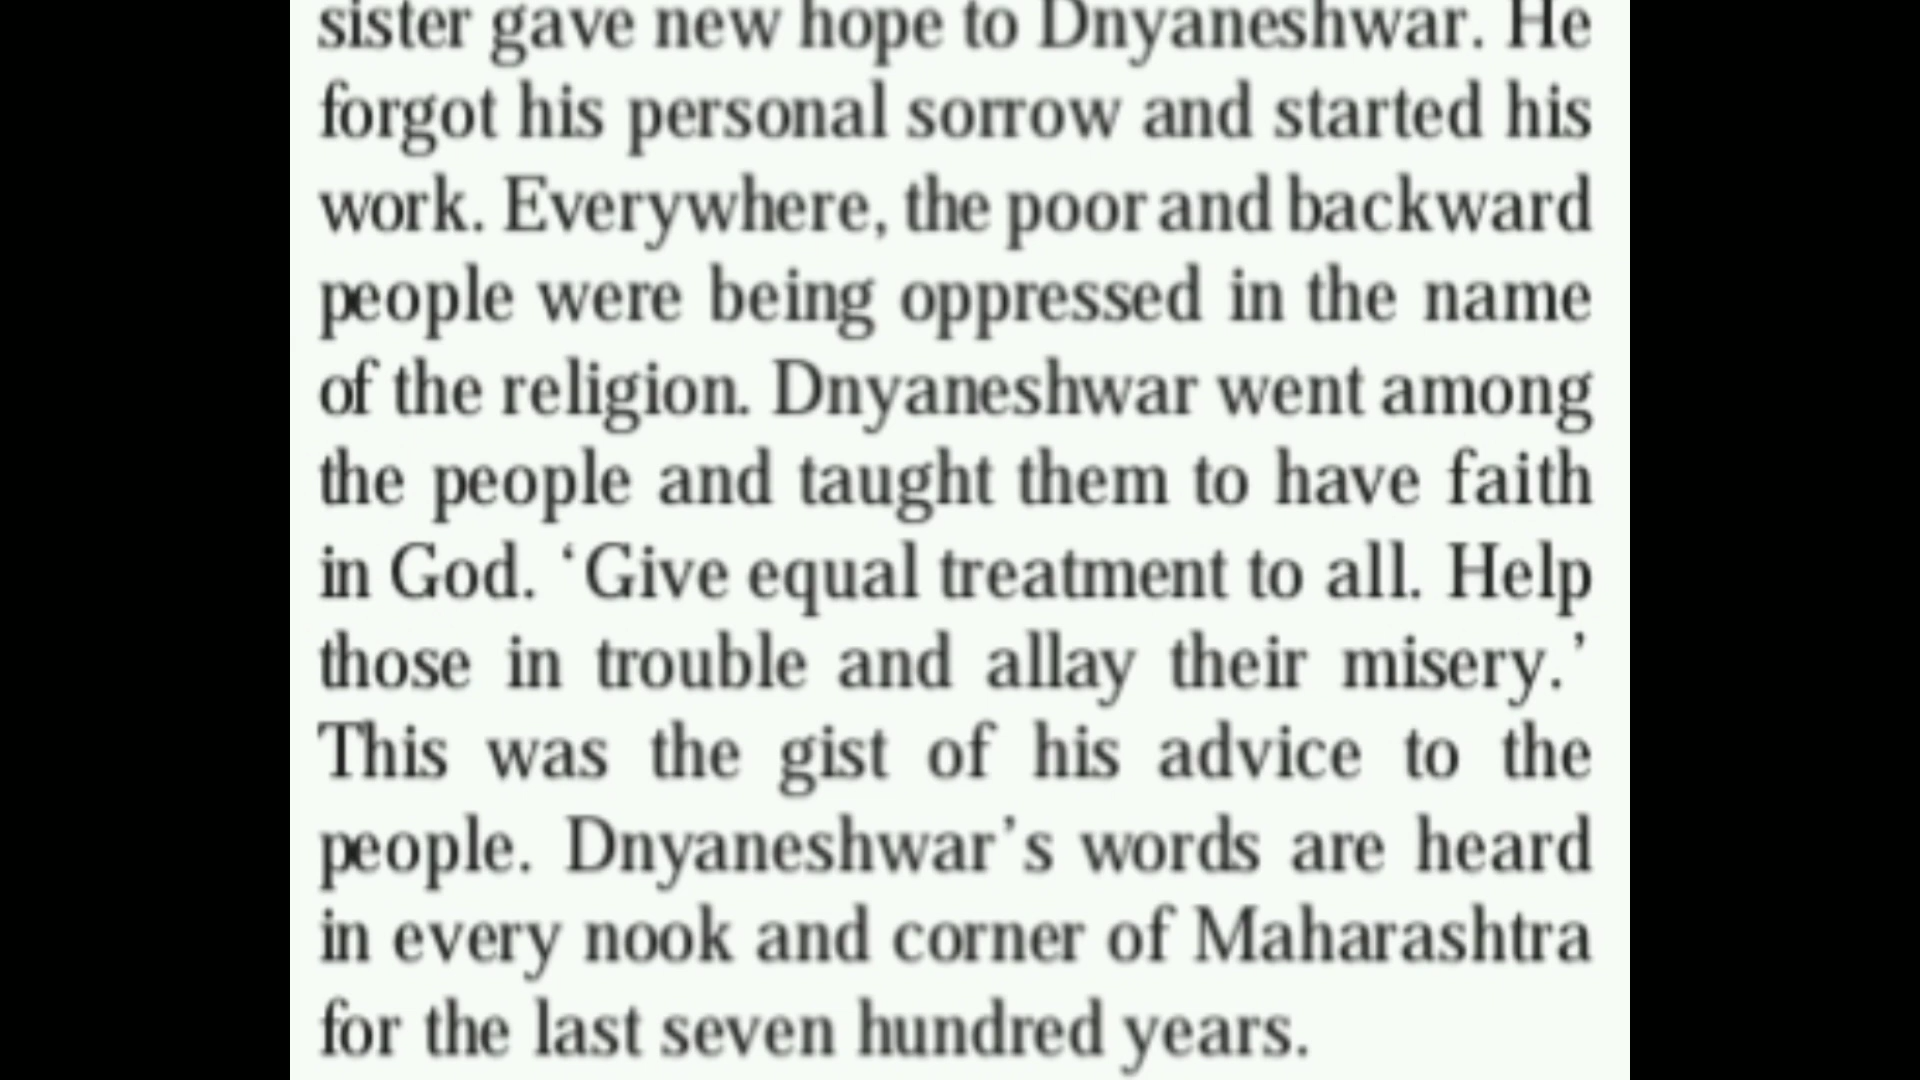 sister gave new hope to Dnyaneshwar. He
forgot his personal sorrow and started his
work. Everywhere, the poor and backward
people were being oppressed in the name
of the religion. Dnyaneshwar went among
the people and taught them to have faith
in God. ‘Give equal treatment to all. Help
those in trouble and allay their misery.’
This was the gist of his advice to the
people. Dnyaneshwar’s words are heard
in every nook and corner of Maharashtra
for the last seven hundred years.